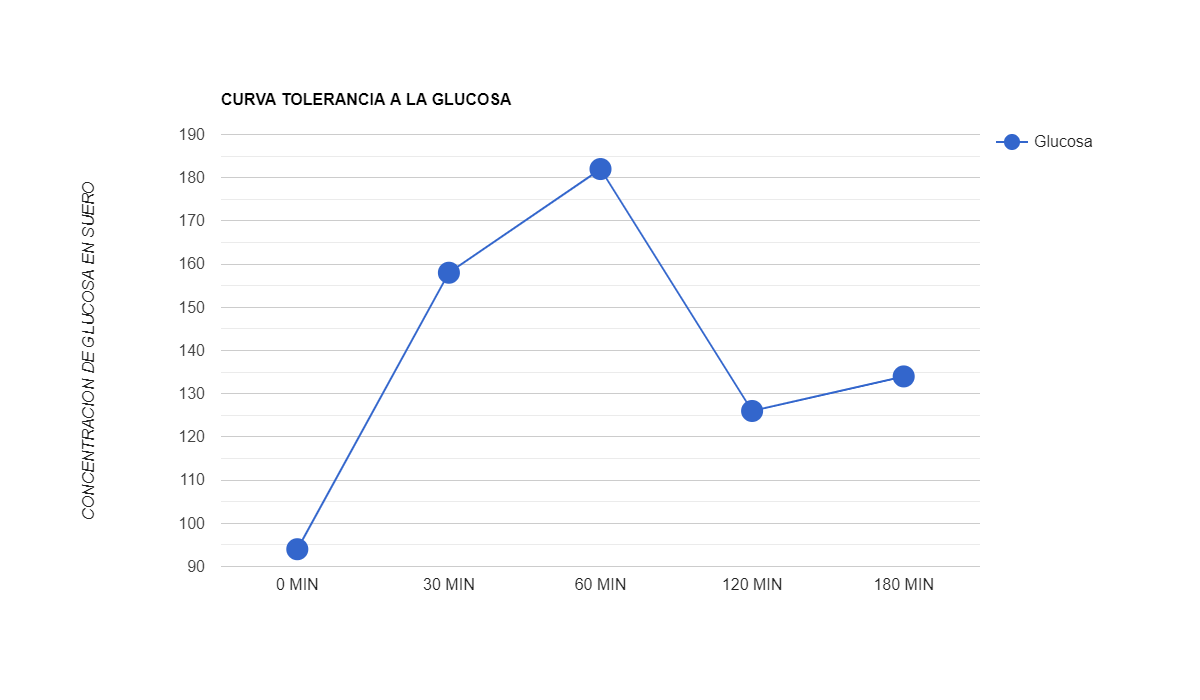 CURVA TOLERANCIA A LA GLUCOSA
Glucosa
CONCENTRACION DE GLUCOSA EN SUERO
190
180
170
160
150
140
130
120
110
100
90
0 MIN
30 MIN
60 MIN
120 MIN
180 MIN